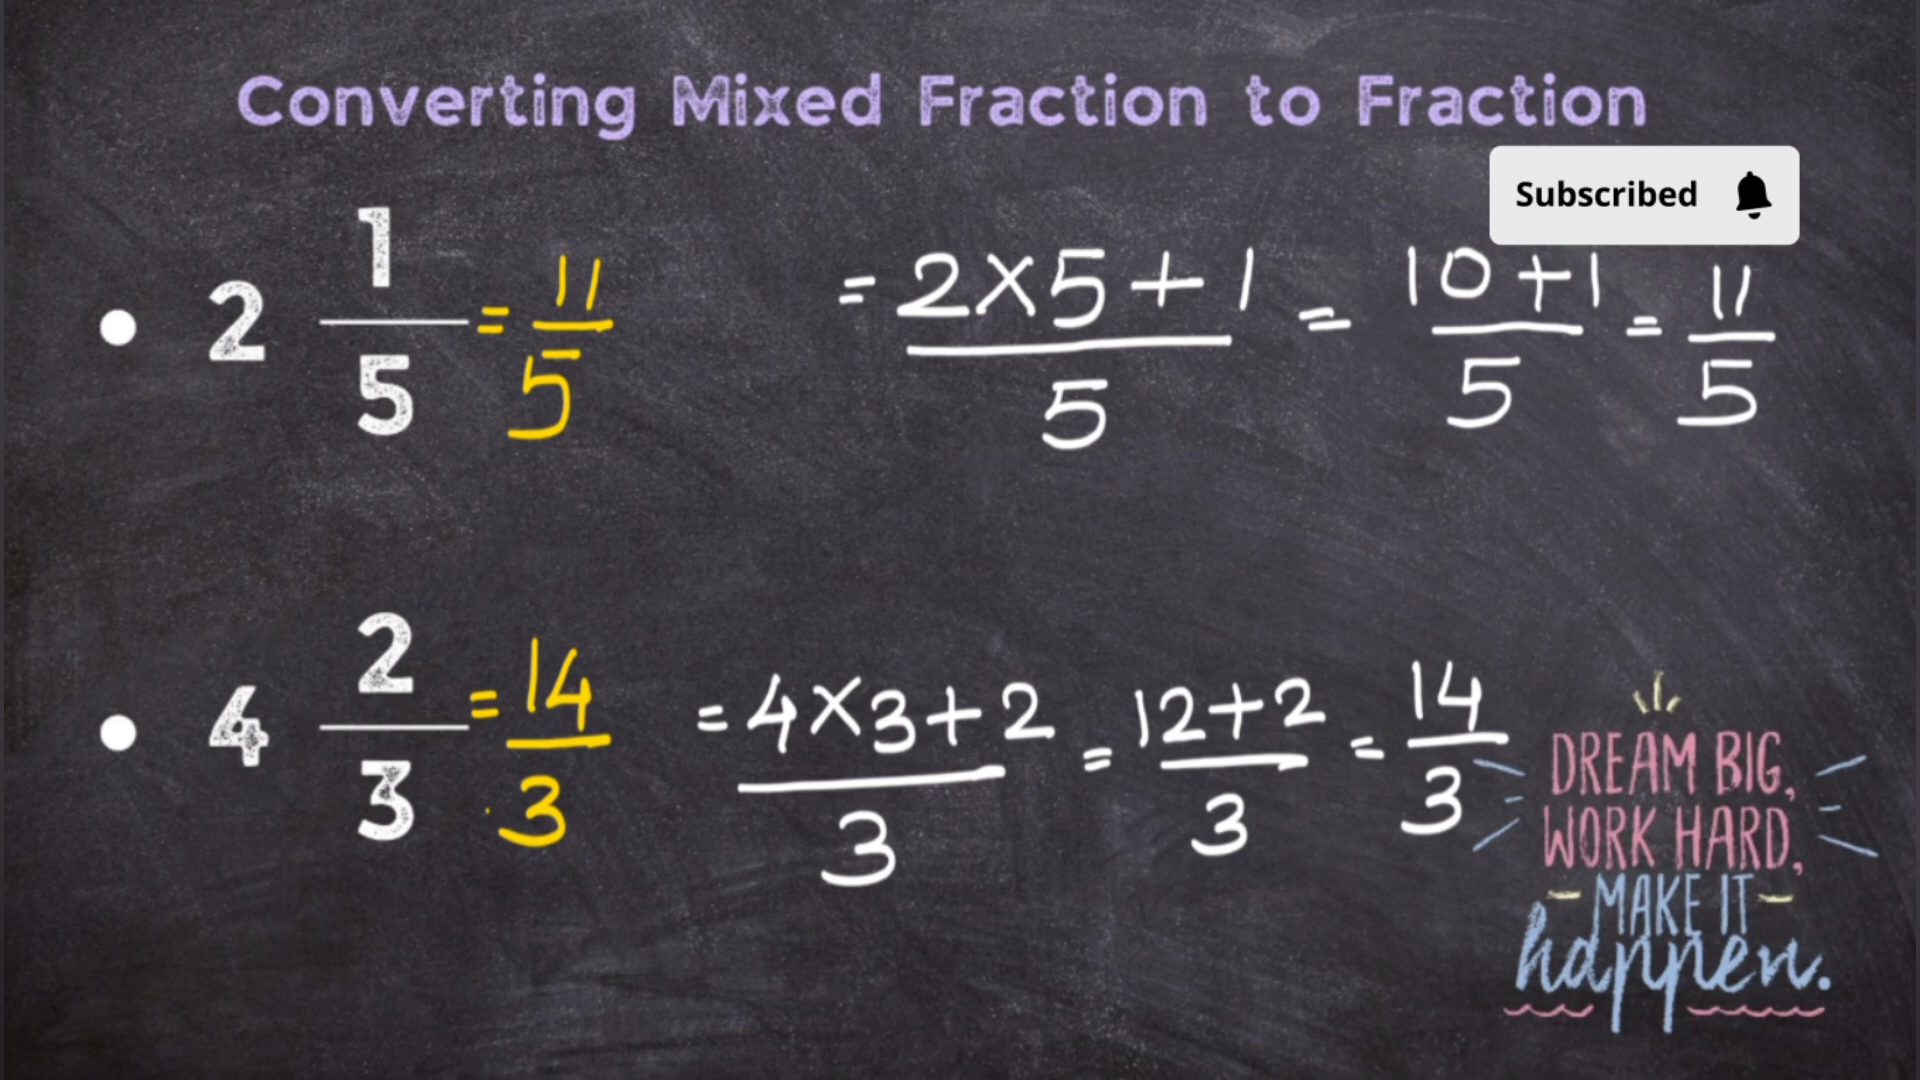 Converting Mixed Fraction to Fraction
Subscribed
• 2 1/5 = 11/5 = (2×5+1)/5 = (10+1)/5 = 11/5
• 4 2/3 = 14/3 = (4×3+2)/3 = (12+2)/3 = 14/3
DREAM BIG,
WORK HARD,
MAKE IT
happen.